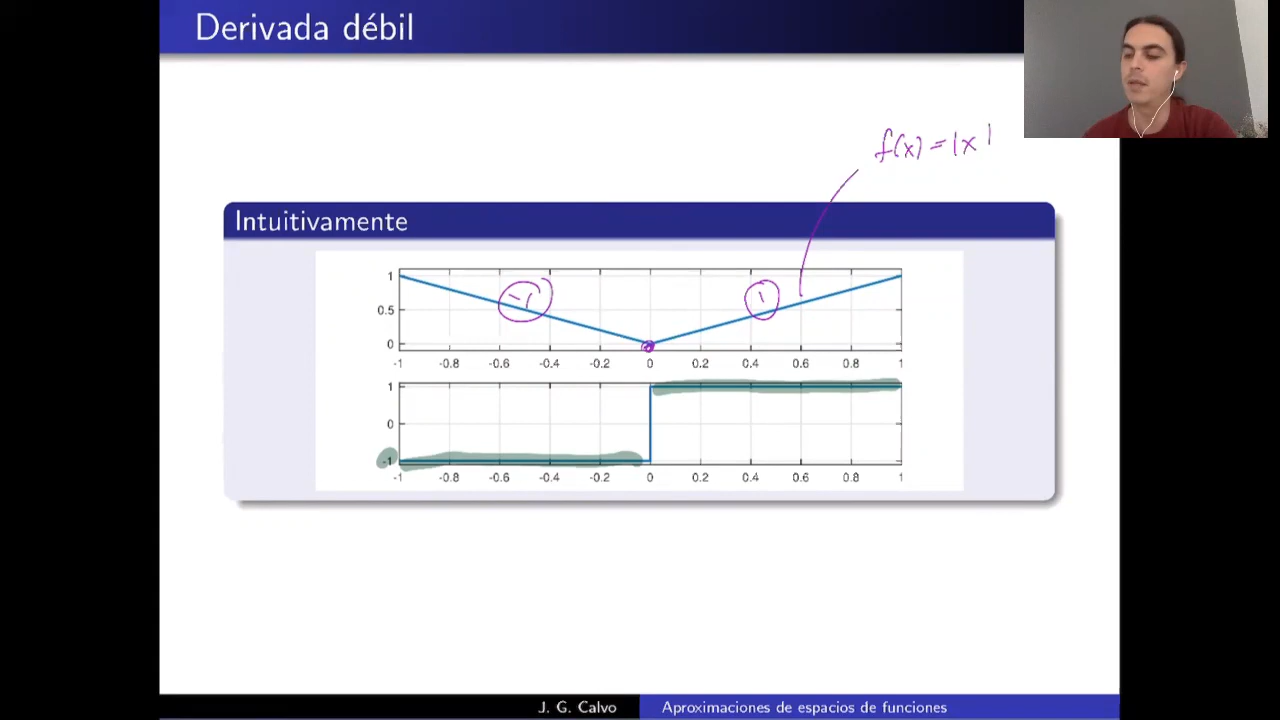 Derivada débil
f(x) = |x|
Intuitivamente
1
0.5
0
-1
1
-1 -0.8 -0.6 -0.4 -0.2 0 0.2 0.4 0.6 0.8 1
1
0
-1
-1 -0.8 -0.6 -0.4 -0.2 0 0.2 0.4 0.6 0.8 1
J. G. Calvo
Aproximaciones de espacios de funciones